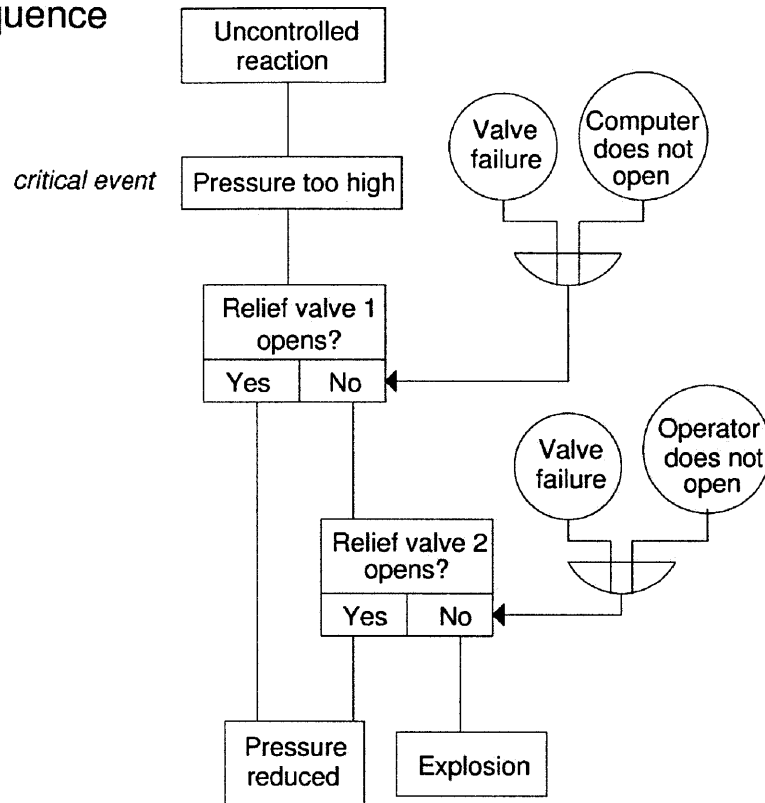 Uncontrolled
reaction
critical event
Pressure too high
Valve
failure
Computer
does not
open
Relief valve 1
opens?
Yes
No
Valve
failure
Operator
does not
open
Relief valve 2
opens?
Yes
No
Pressure
reduced
Explosion